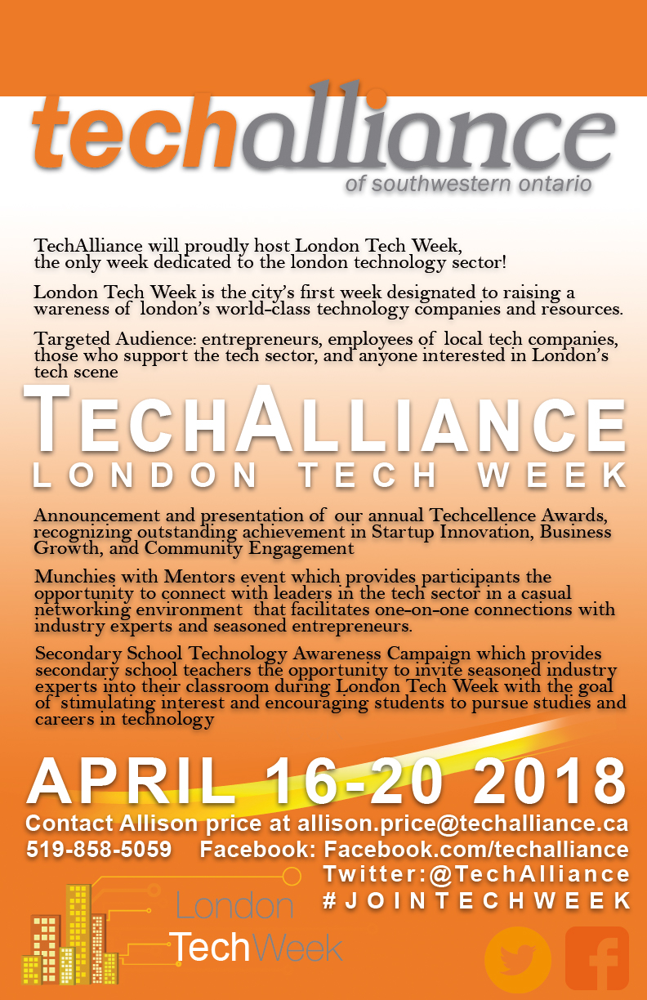 techalliance
of southwestern ontario
TechAlliance will proudly host London Tech Week,
the only week dedicated to the london technology sector!
London Tech Week is the city's first week designated to raising a
wareness of london's world-class technology companies and resources.
Targeted Audience: entrepreneurs, employees of local tech companies,
those who support the tech sector, and anyone interested in London's
tech scene
TECHALLIANCE
LONDON TECH WEEK
Announcement and presentation of our annual Techcellence Awards,
recognizing outstanding achievement in Startup Innovation, Business
Growth, and Community Engagement
Munchies with Mentors event which provides participants the
opportunity to connect with leaders in the tech sector in a casual
networking environment that facilitates one-on-one connections with
industry experts and seasoned entrepreneurs.
Secondary School Technology Awareness Campaign which provides
secondary school teachers the opportunity to invite seasoned industry
experts into their classroom during London Tech Week with the goal
of stimulating interest and encouraging students to pursue studies and
careers in technology
APRIL 16-20 2018
Contact Allison price at allison.price@techalliance.ca
519-858-5059 Facebook: Facebook.com/techalliance
Twitter:@TechAlliance
#JOINTECHWEEK
London
TechWeek